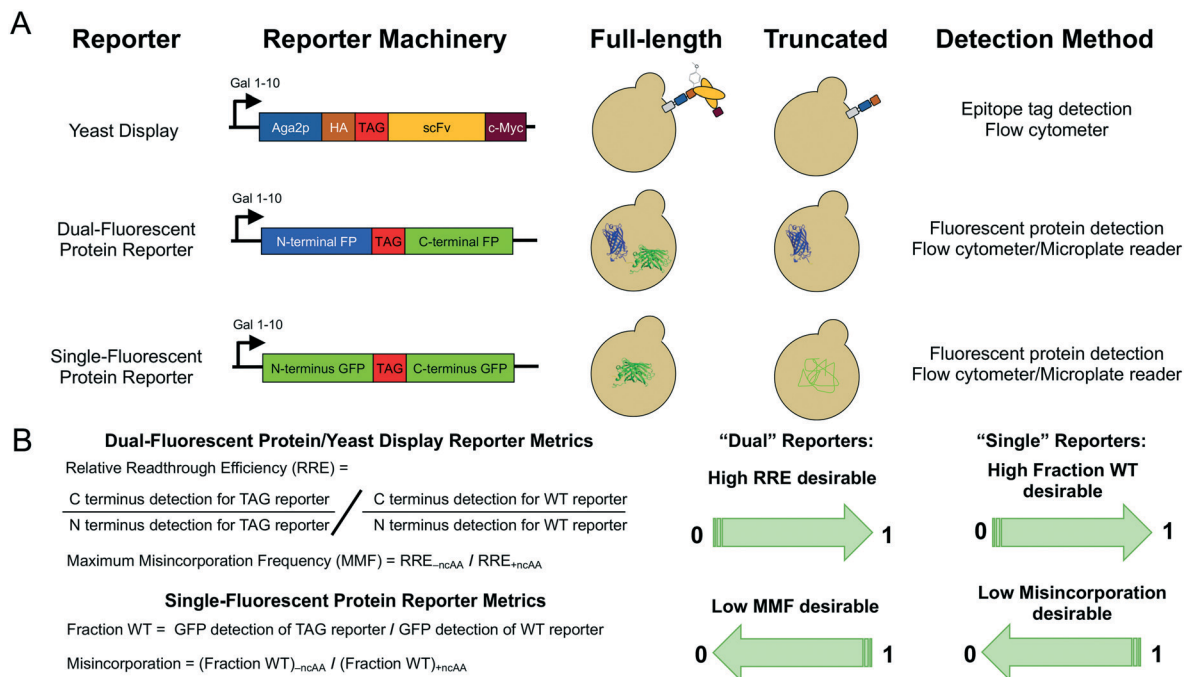 A
Reporter
Reporter Machinery
Full-length
Truncated
Detection Method
Yeast Display
Gal 1-10
Aga2p
HA
TAG
scFv
c-Myc
Epitope tag detection
Flow cytometer
Dual-Fluorescent
Protein Reporter
Gal 1-10
N-terminal FP
TAG
C-terminal FP
Fluorescent protein detection
Flow cytometer/Microplate reader
Single-Fluorescent
Protein Reporter
Gal 1-10
N-terminus GFP
TAG
C-terminus GFP
Fluorescent protein detection
Flow cytometer/Microplate reader
B
Dual-Fluorescent Protein/Yeast Display Reporter Metrics
Relative Readthrough Efficiency (RRE) =
C terminus detection for TAG reporter / C terminus detection for WT reporter
N terminus detection for TAG reporter N terminus detection for WT reporter
Maximum Misincorporation Frequency (MMF) = RRE–ncAA / RRE+ncAA
Single-Fluorescent Protein Reporter Metrics
Fraction WT = GFP detection of TAG reporter / GFP detection of WT reporter
Misincorporation = (Fraction WT)–ncAA / (Fraction WT)+ncAA
“Dual” Reporters:
High RRE desirable
0 1
Low MMF desirable
0 1
“Single” Reporters:
High Fraction WT
desirable
0 1
Low Misincorporation
desirable
0 1